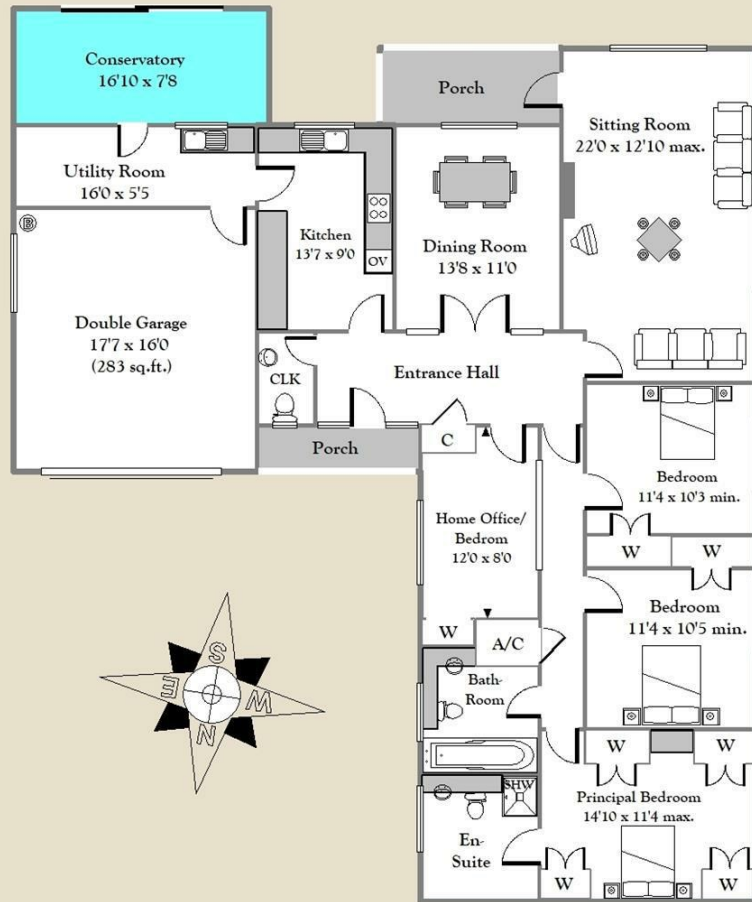 Conservatory
16'10 x 7'8
Porch
Sitting Room
22'0 x 12'10 max.
Utility Room
16'0 x 5'5
B
Kitchen
13'7 x 9'0
OV
Dining Room
13'8 x 11'0
Double Garage
17'7 x 16'0
(283 sq.ft.)
CLK
Entrance Hall
Porch
C
Bedroom
11'4 x 10'3 min.
W
W
Home Office/
Bedrom
12'0 x 8'0
W
A/C
Bedroom
11'4 x 10'5 min.
Bath-
Room
S
E
W
N
W
W
SHW
Principal Bedroom
14'10 x 11'4 max.
En-
Suite
W
W